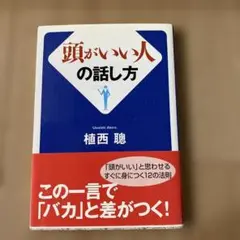 頭がいい人
の話し方
植西 聰
「頭がいい」と思わせる
すぐに身につく12の法則
この一言で
「バカ」と差がつく!